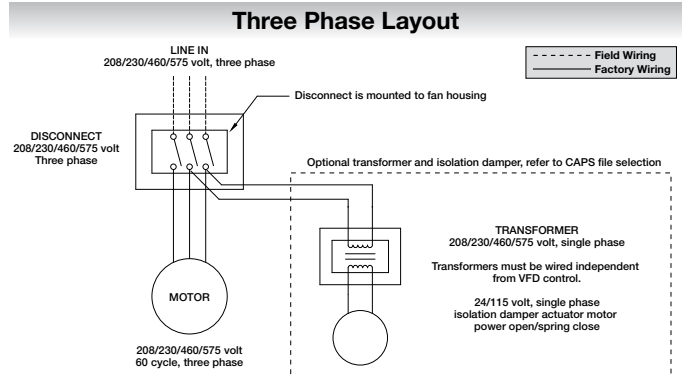 Three Phase Layout
LINE IN
208/230/460/575 volt, three phase
Field Wiring
Factory Wiring
Disconnect is mounted to fan housing
DISCONNECT
208/230/460/575 volt
Three phase
Optional transformer and isolation damper, refer to CAPS file selection
TRANSFORMER
208/230/460/575 volt, single phase
Transformers must be wired independent
from VFD control.
24/115 volt, single phase
isolation damper actuator motor
power open/spring close
MOTOR
208/230/460/575 volt
60 cycle, three phase